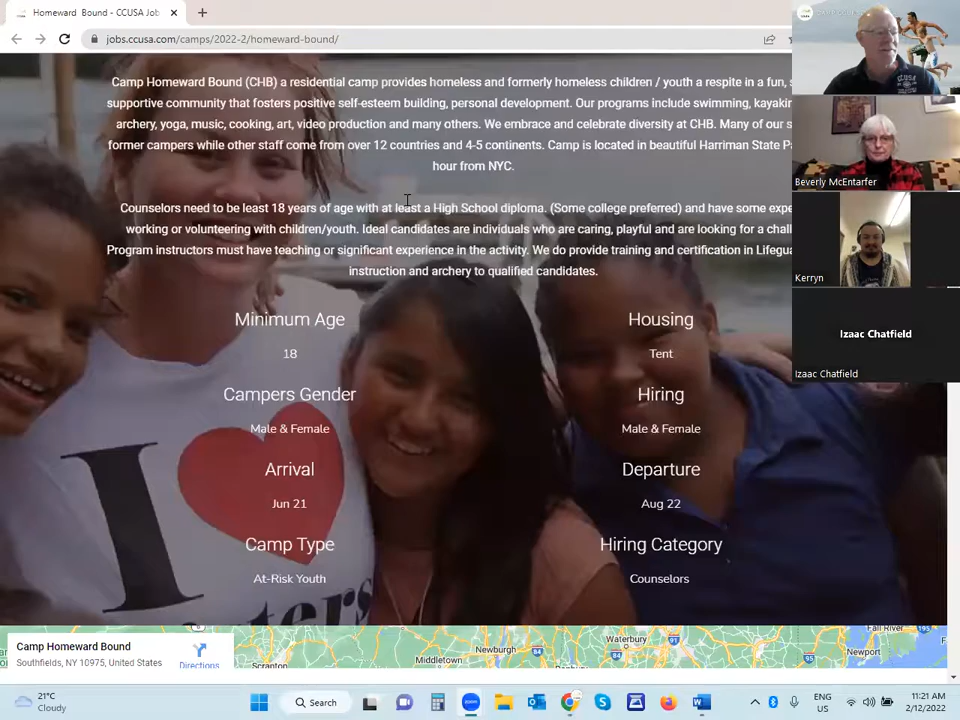 Homeward Bound - CCUSA Job
jobs.ccusa.com/camps/2022-2/homeward-bound/
Camp Homeward Bound (CHB) a residential camp provides homeless and formerly homeless children / youth a respite in a fun, s
supportive community that fosters positive self-esteem building, personal development. Our programs include swimming, kayaki
archery, yoga, music, cooking, art, video production and many others. We embrace and celebrate diversity at CHB. Many of our s
former campers while other staff come from over 12 countries and 4-5 continents. Camp is located in beautiful Harriman State Pa
hour from NYC.
Counselors need to be least 18 years of age with at least a High School diploma. (Some college preferred) and have some expe
working or volunteering with children/youth. Ideal candidates are individuals who are caring, playful and are looking for a chall
Program instructors must have teaching or significant experience in the activity. We do provide training and certification in Lifegua
instruction and archery to qualified candidates.
Minimum Age
18
Housing
Tent
Campers Gender
Male & Female
Hiring
Male & Female
Arrival
Jun 21
Departure
Aug 22
Camp Type
At-Risk Youth
Hiring Category
Counselors
I
Camp Homeward Bound
Southfields, NY 10975, United States
Directions
Scranton
Middletown
Newburgh
84
Waterbury
91
95
Fall River
Newport
CCUSA
Beverly McEntarfer
Kerryn
Izaac Chatfield
Izaac Chatfield
21°C
Cloudy
Search
zoom
ENG
US
11:21 AM
2/12/2022